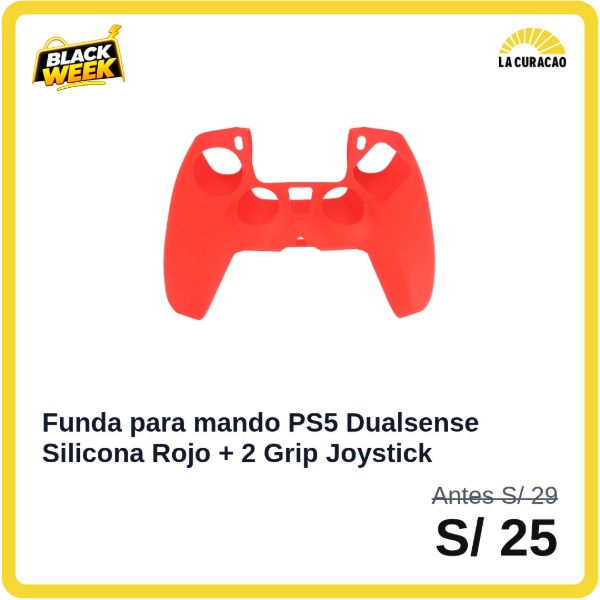 BLACK
WEEK
LA CURACAO
Funda para mando PS5 Dualsense
Silicona Rojo + 2 Grip Joystick
Antes S/ 29
S/ 25